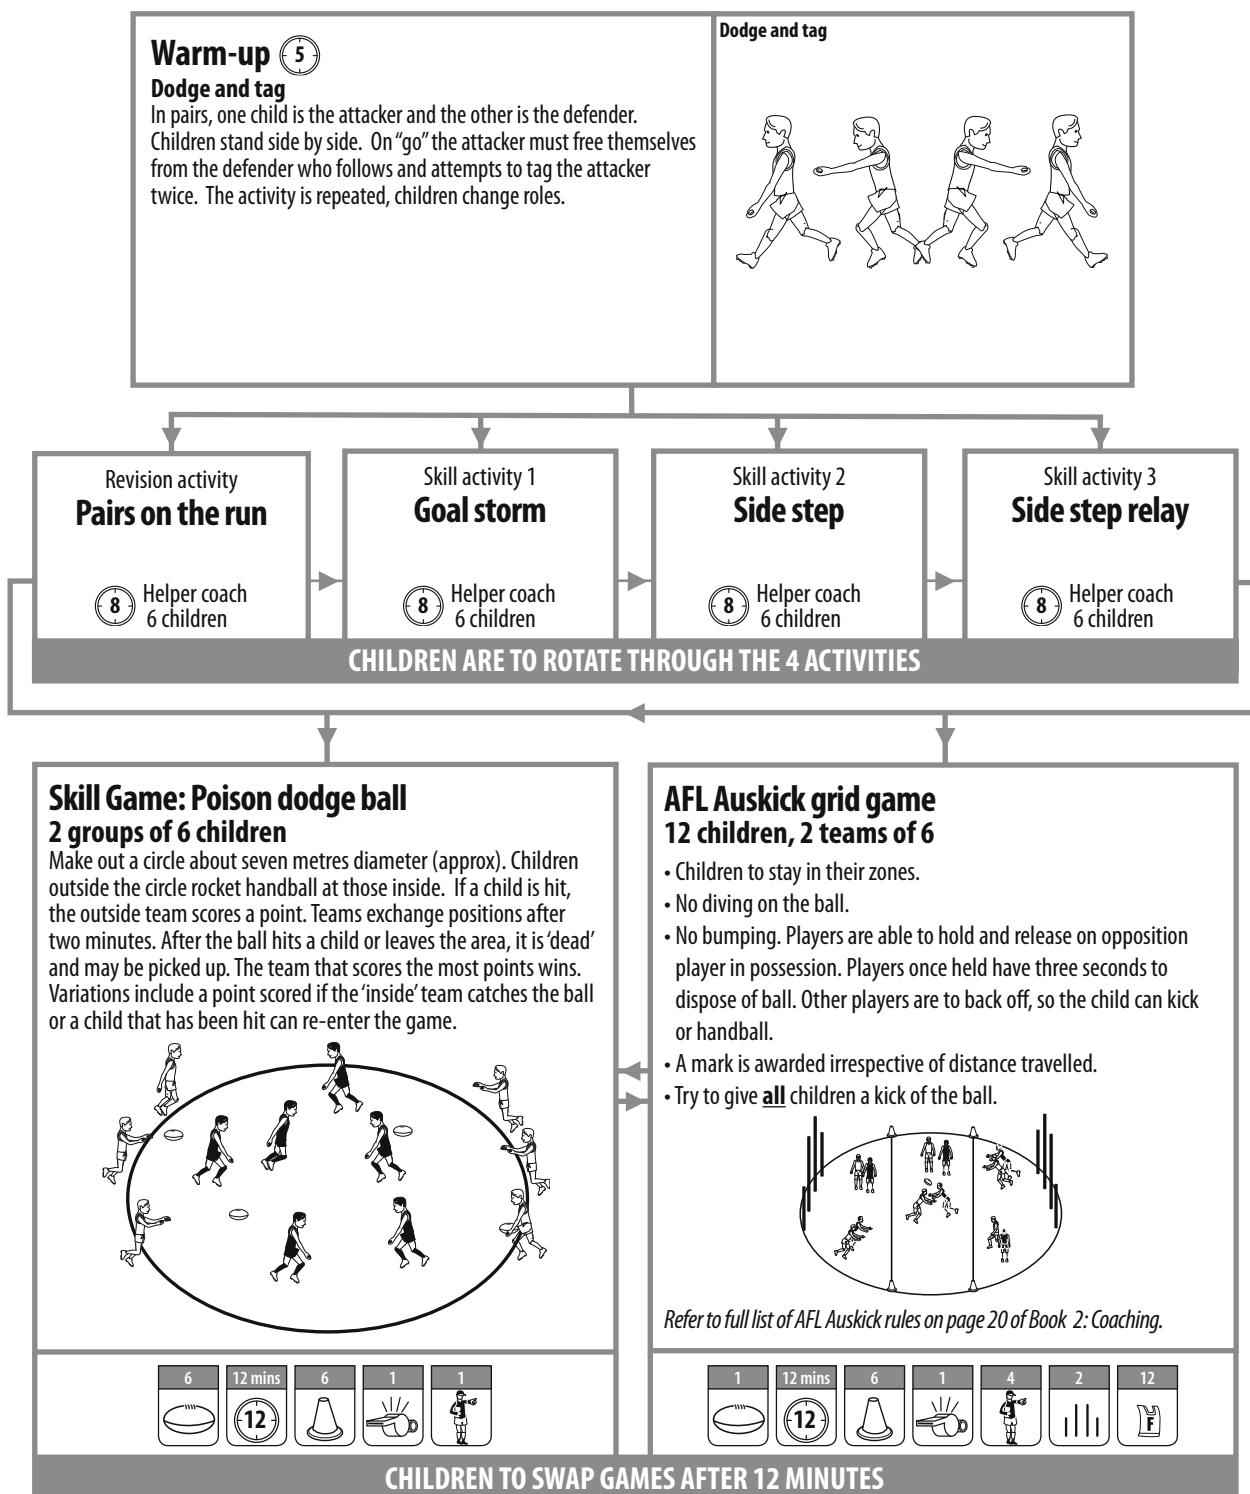 Warm-up 5
Dodge and tag
In pairs, one child is the attacker and the other is the defender.
Children stand side by side. On “go” the attacker must free themselves
from the defender who follows and attempts to tag the attacker
twice. The activity is repeated, children change roles.
Dodge and tag
Revision activity
Pairs on the run
8 Helper coach
6 children
Skill activity 1
Goal storm
8 Helper coach
6 children
Skill activity 2
Side step
8 Helper coach
6 children
Skill activity 3
Side step relay
8 Helper coach
6 children
CHILDREN ARE TO ROTATE THROUGH THE 4 ACTIVITIES
Skill Game: Poison dodge ball
2 groups of 6 children
Make out a circle about seven metres diameter (approx). Children
outside the circle rocket handball at those inside. If a child is hit,
the outside team scores a point. Teams exchange positions after
two minutes. After the ball hits a child or leaves the area, it is ‘dead’
and may be picked up. The team that scores the most points wins.
Variations include a point scored if the ‘inside’ team catches the ball
or a child that has been hit can re-enter the game.
6 12 mins 6 1 1
12
AFL Auskick grid game
12 children, 2 teams of 6
• Children to stay in their zones.
• No diving on the ball.
• No bumping. Players are able to hold and release on opposition
player in possession. Players once held have three seconds to
dispose of ball. Other players are to back off, so the child can kick
or handball.
• A mark is awarded irrespective of distance travelled.
• Try to give all children a kick of the ball.
Refer to full list of AFL Auskick rules on page 20 of Book 2: Coaching.
1 12 mins 6 1 4 2 12
12 F
CHILDREN TO SWAP GAMES AFTER 12 MINUTES